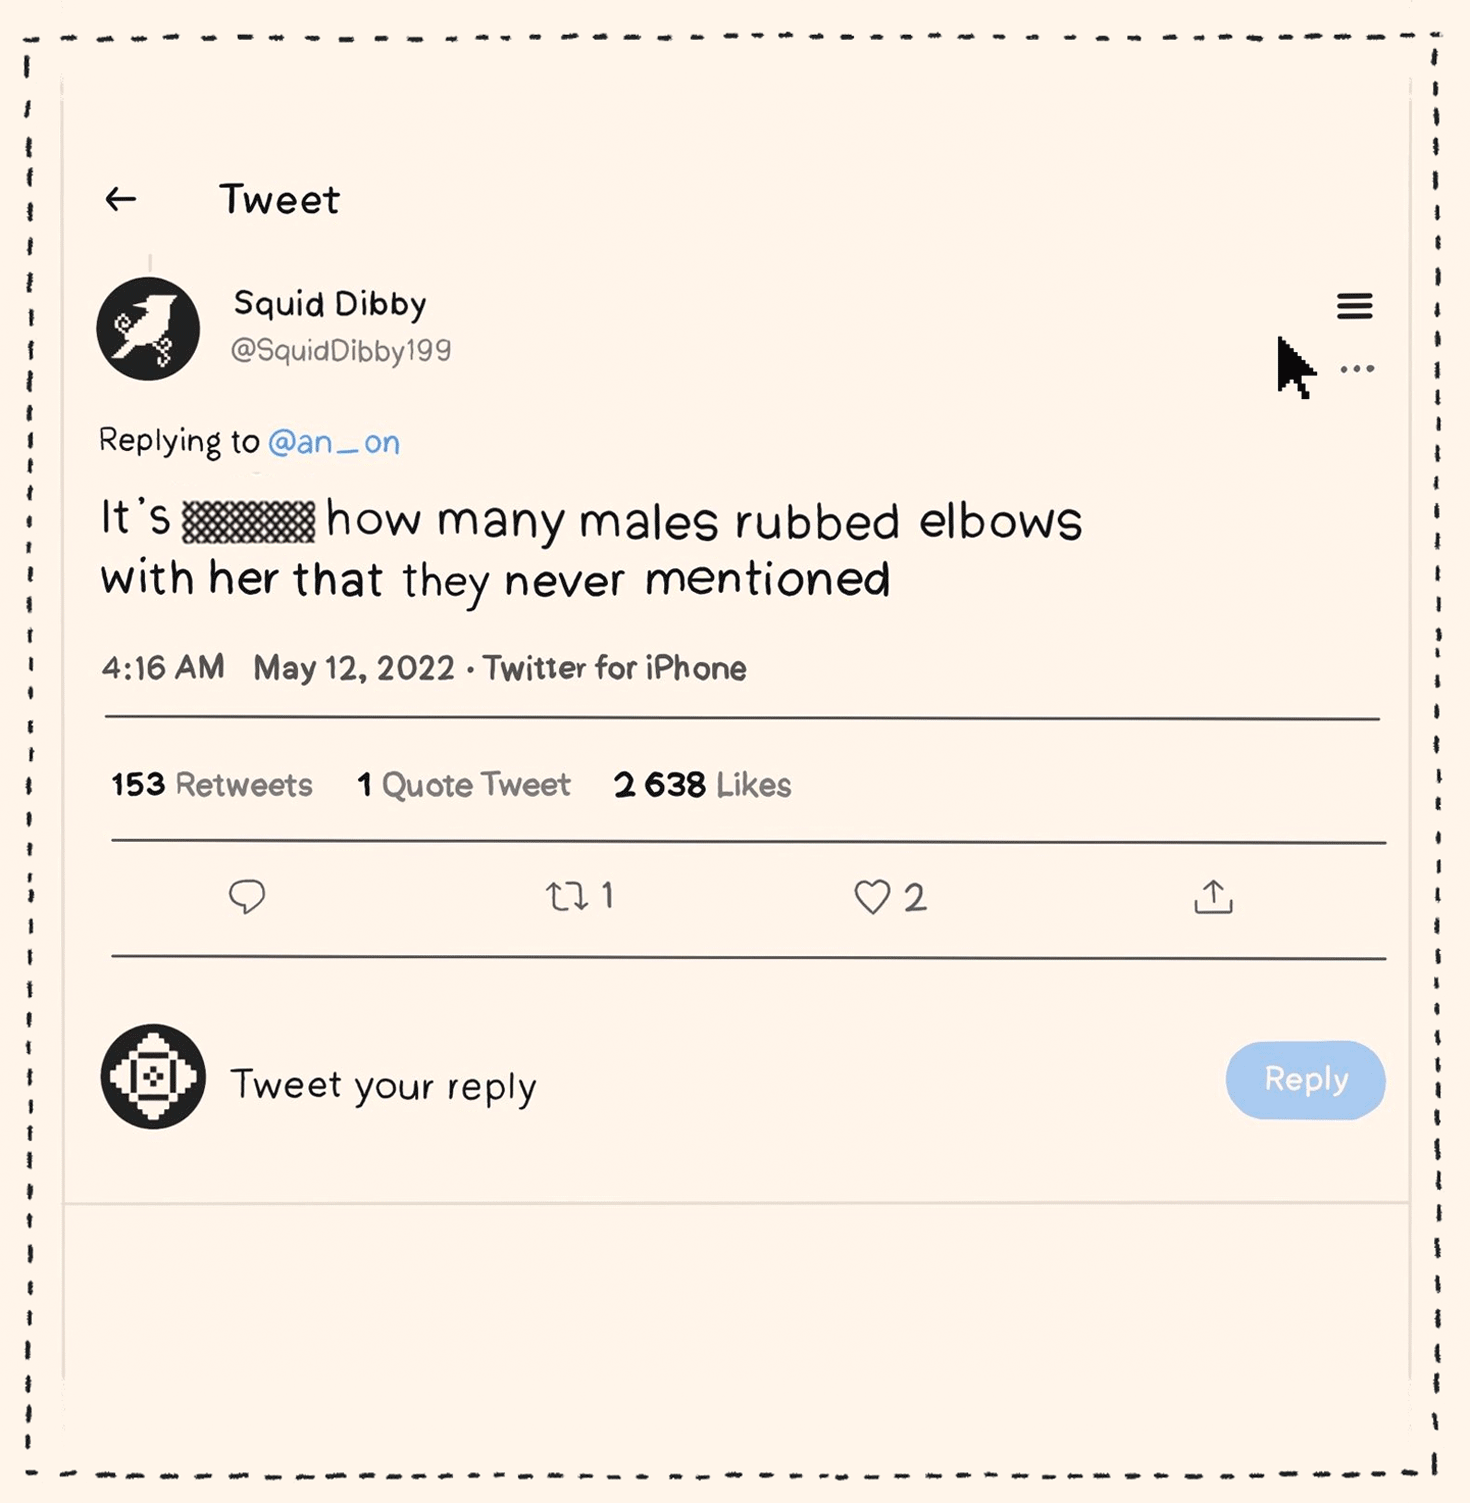 Tweet
Squid Dibby
@SquidDibby199
Replying to @an_on
It's how many males rubbed elbows
with her that they never mentioned
4:16 AM May 12, 2022 · Twitter for iPhone
153 Retweets 1 Quote Tweet 2 638 Likes
1 2
Tweet your reply
Reply